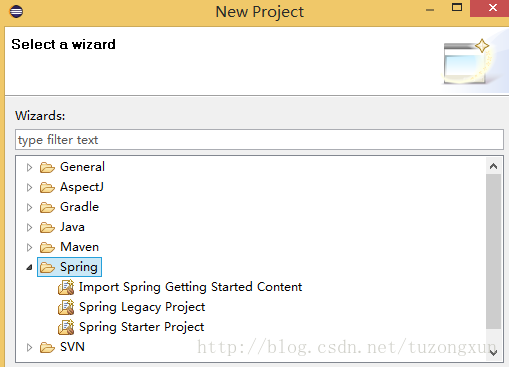 New Project
Select a wizard
Wizards:
type filter text
General
AspectJ
Gradle
Java
Maven
Spring
Import Spring Getting Started Content
Spring Legacy Project
Spring Starter Project
SVN
http://blog.csdn.net/tuzongxun